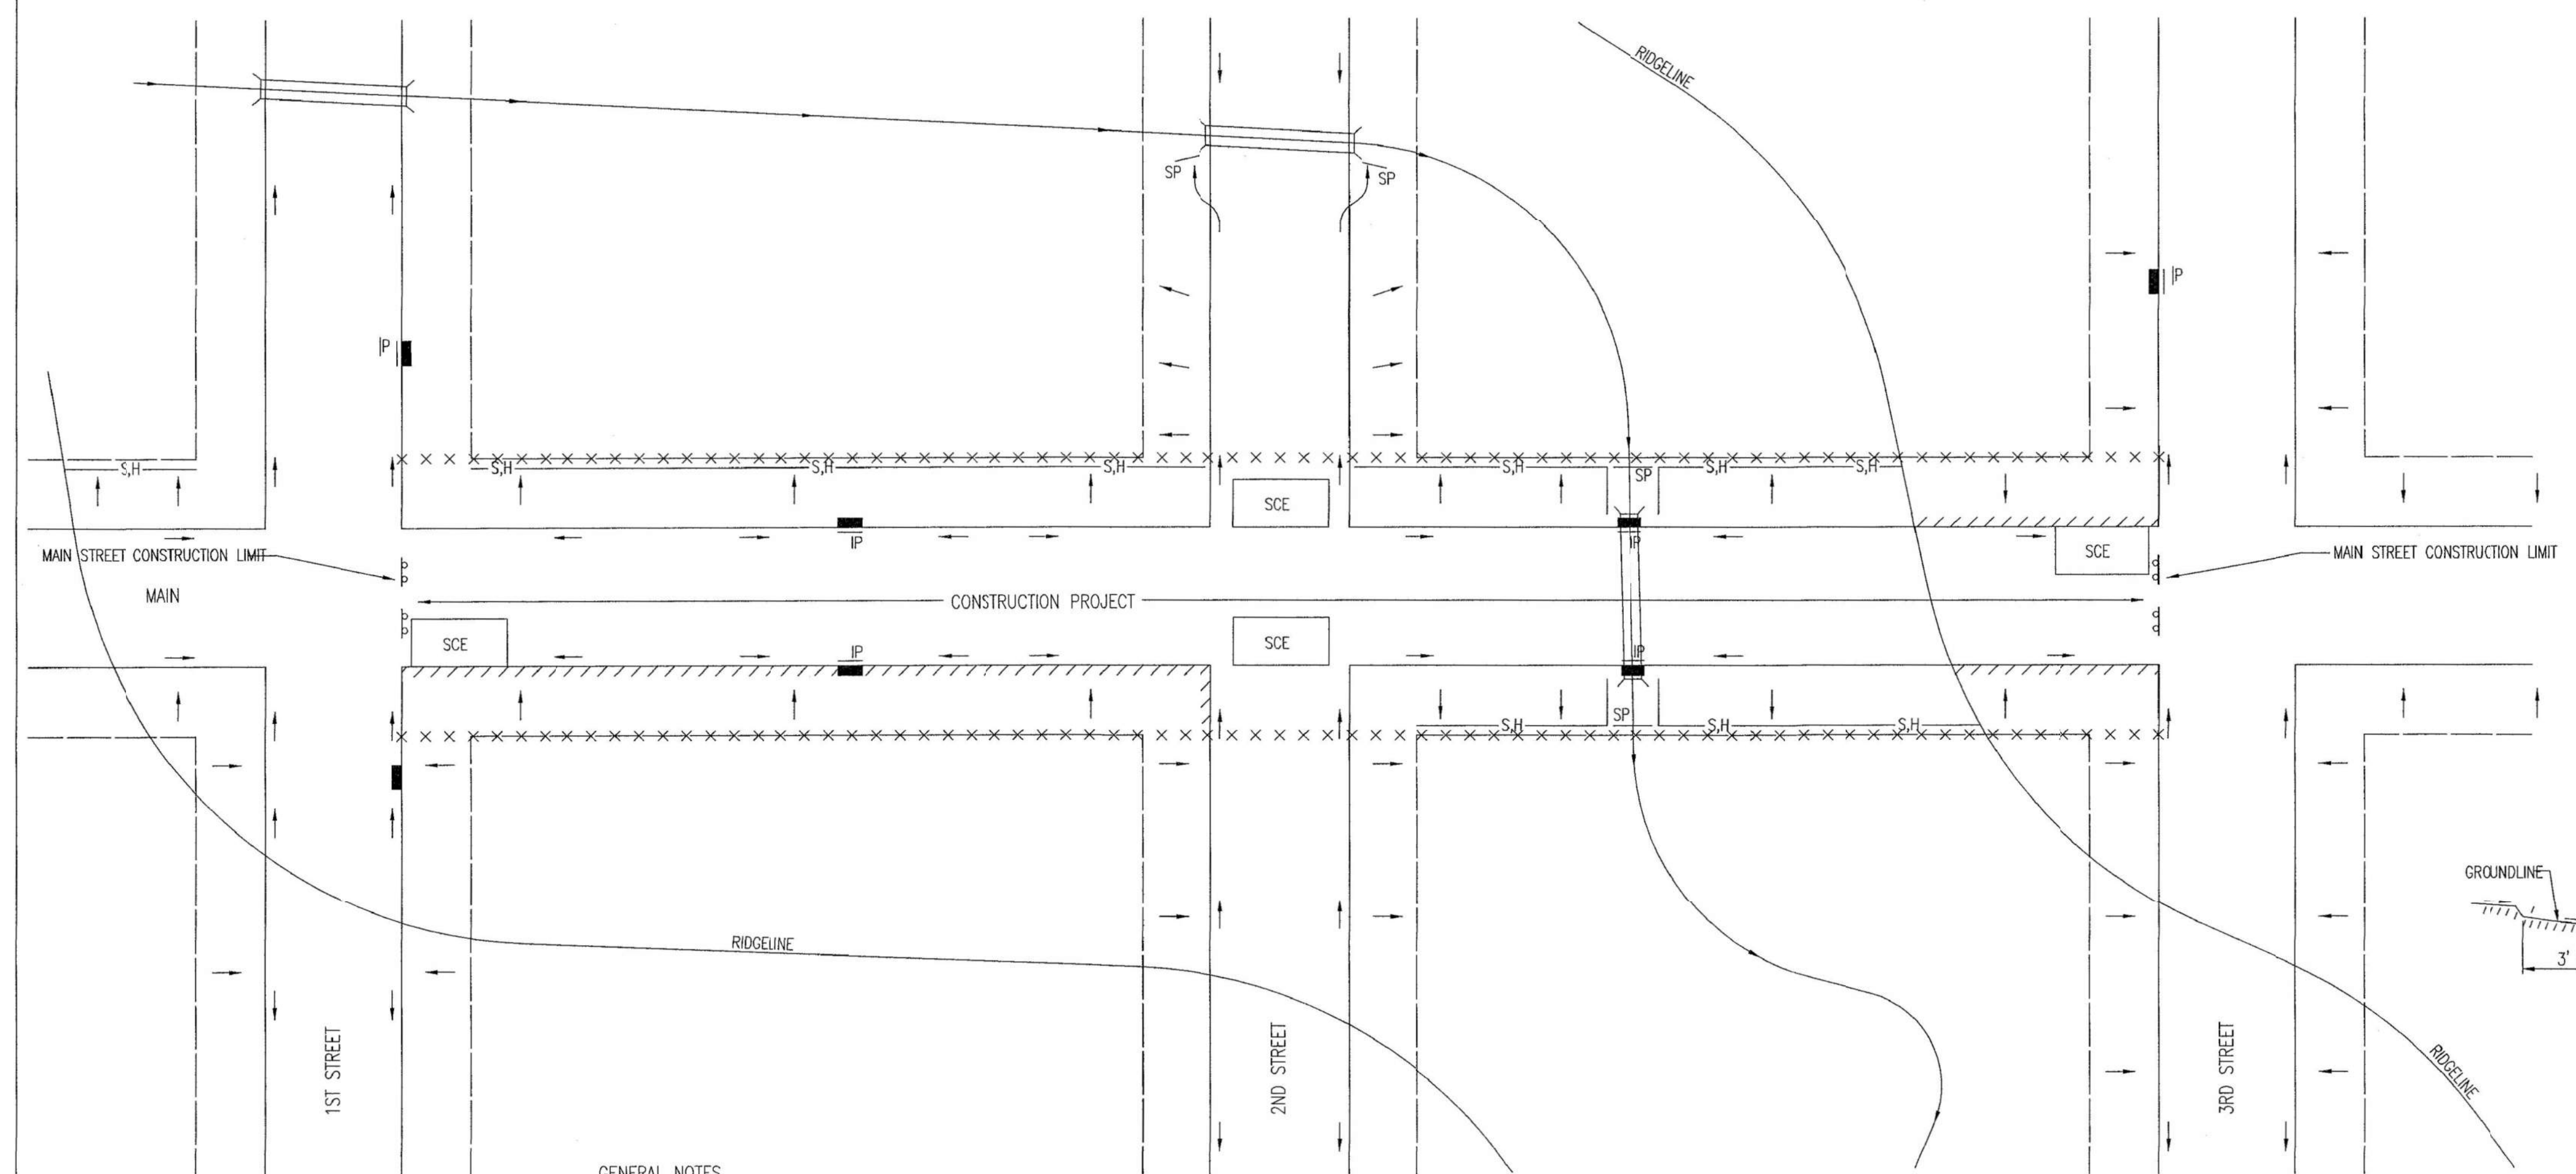 RIDGELINE
SP
SP
IP
IP
S,H
S,H
S,H
S,H
S,H
SP
S,H
S,H
SCE
MAIN STREET CONSTRUCTION LIMIT
IP
IP
SCE
MAIN STREET CONSTRUCTION LIMIT
MAIN
CONSTRUCTION PROJECT
SCE
SCE
IP
IP
S,H
SP
S,H
S,H
GROUNDLINE
RIDGELINE
3'
1ST STREET
2ND STREET
3RD STREET
RIDGELINE
GENERAL NOTES